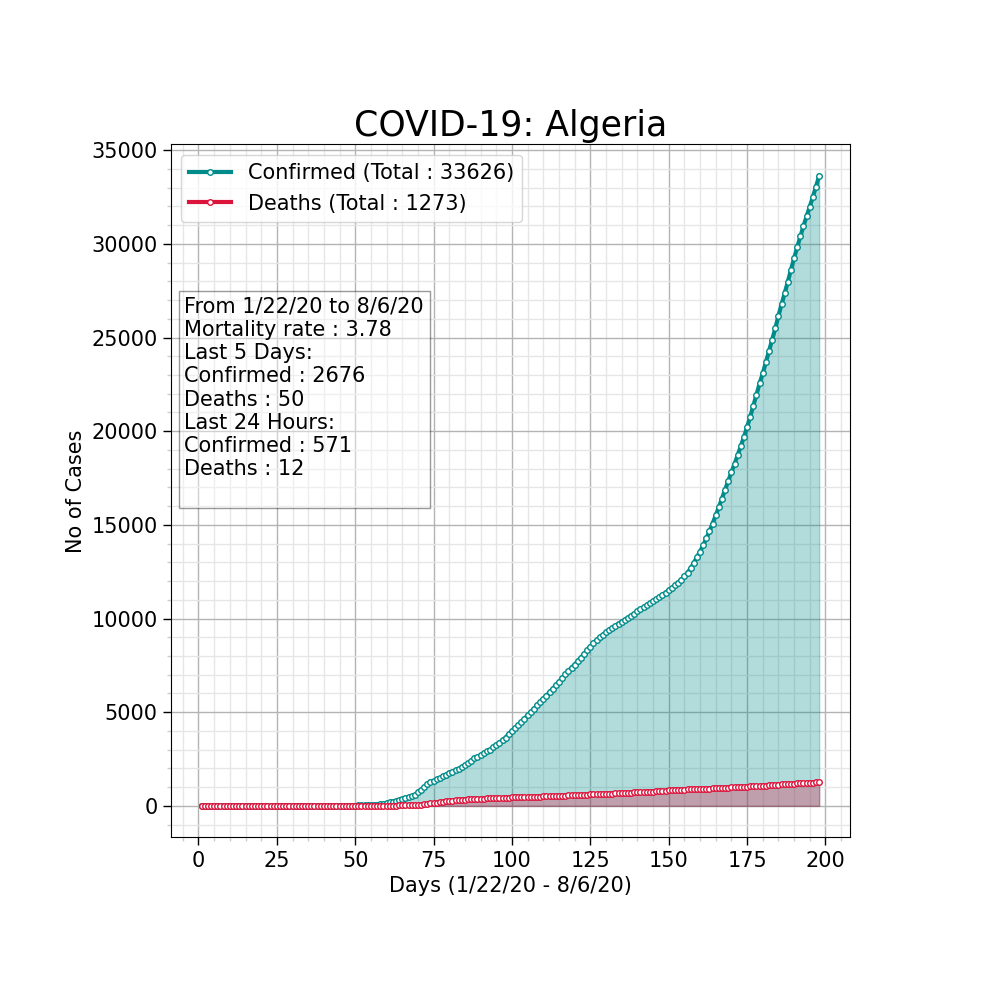 COVID-19: Algeria
35000
30000
25000
20000
15000
10000
5000
0
No of Cases
Confirmed (Total : 33626)
Deaths (Total : 1273)
From 1/22/20 to 8/6/20
Mortality rate : 3.78
Last 5 Days:
Confirmed : 2676
Deaths : 50
Last 24 Hours:
Confirmed : 571
Deaths : 12
0 25 50 75 100 125 150 175 200
Days (1/22/20 - 8/6/20)